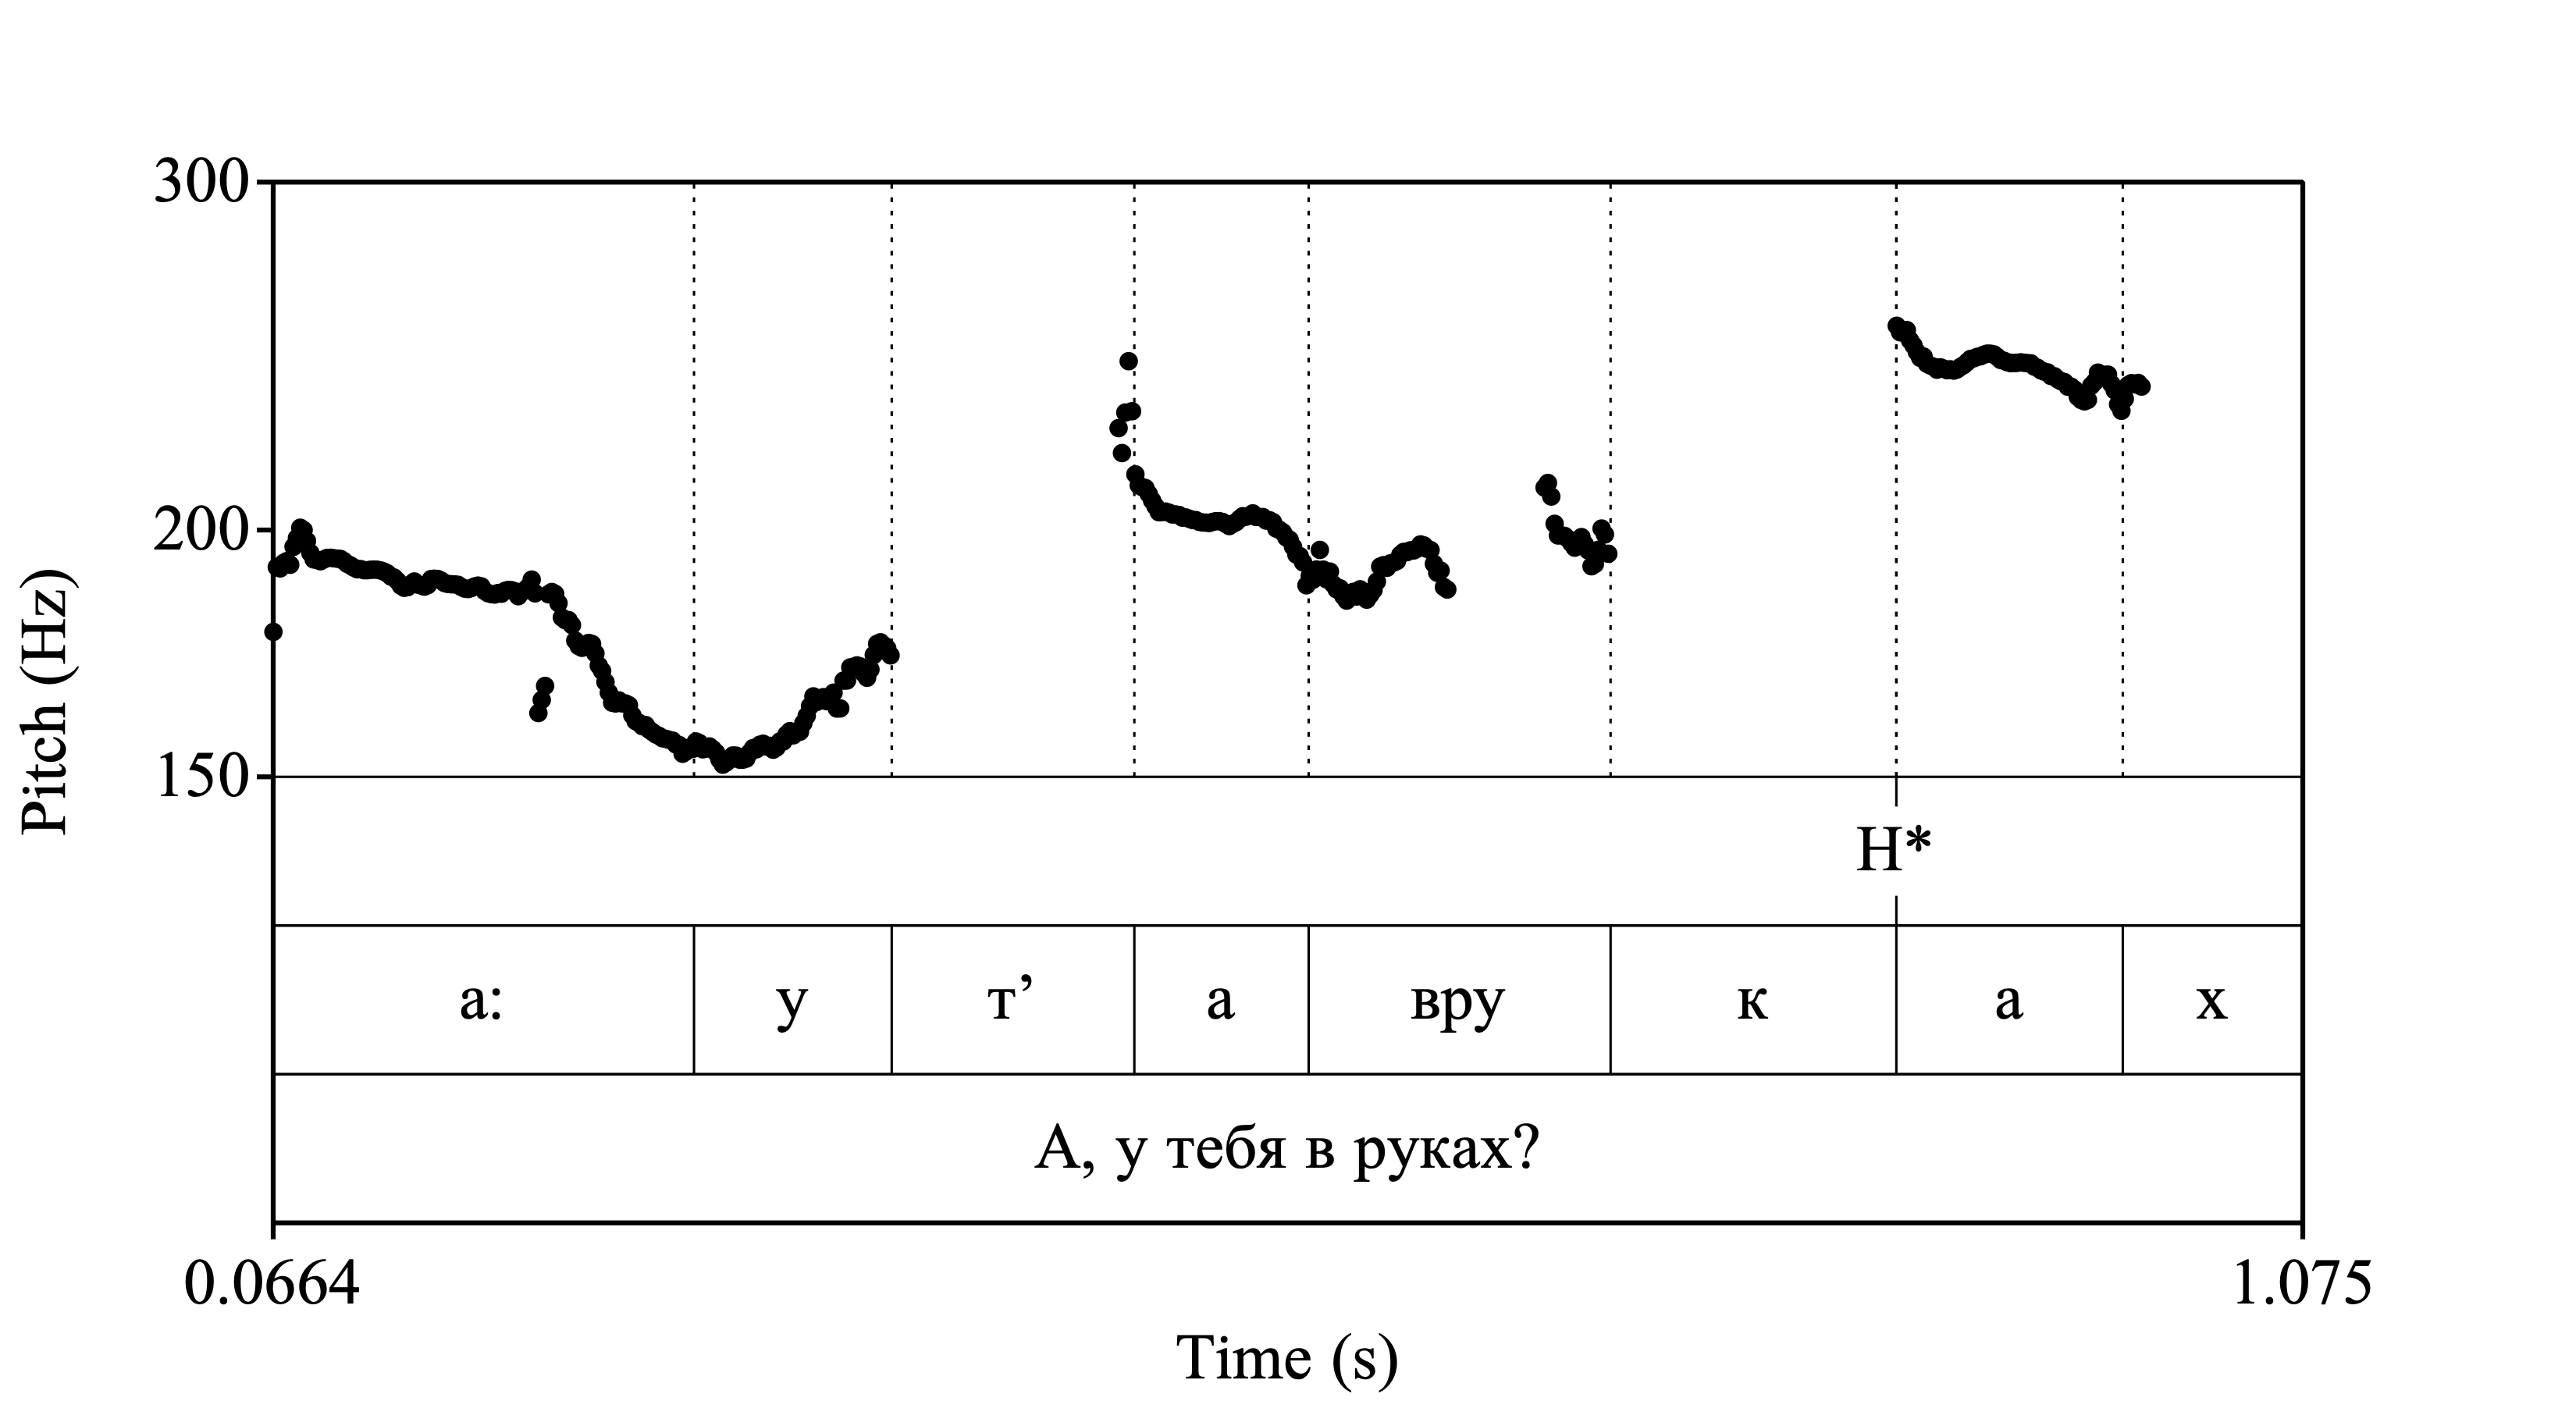 300
200
150
Pitch (Hz)
H*
а: у т’ а вру к а х
А, у тебя в руках?
0.0664 1.075
Time (s)